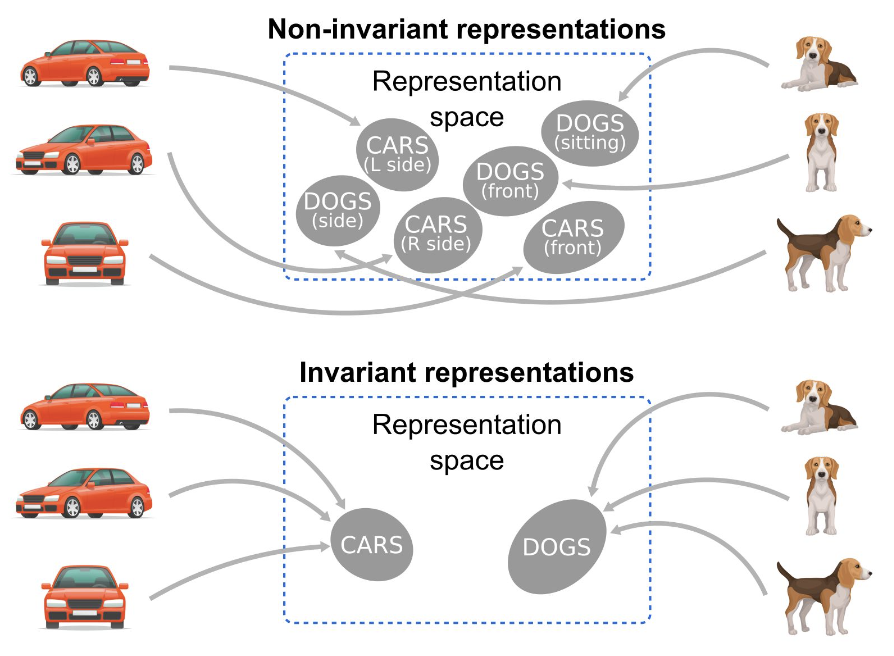 Non-invariant representations
Representation
space
CARS
(L side)
DOGS
(sitting)
DOGS
(front)
DOGS
(side)
CARS
(R side)
CARS
(front)
Invariant representations
Representation
space
CARS
DOGS